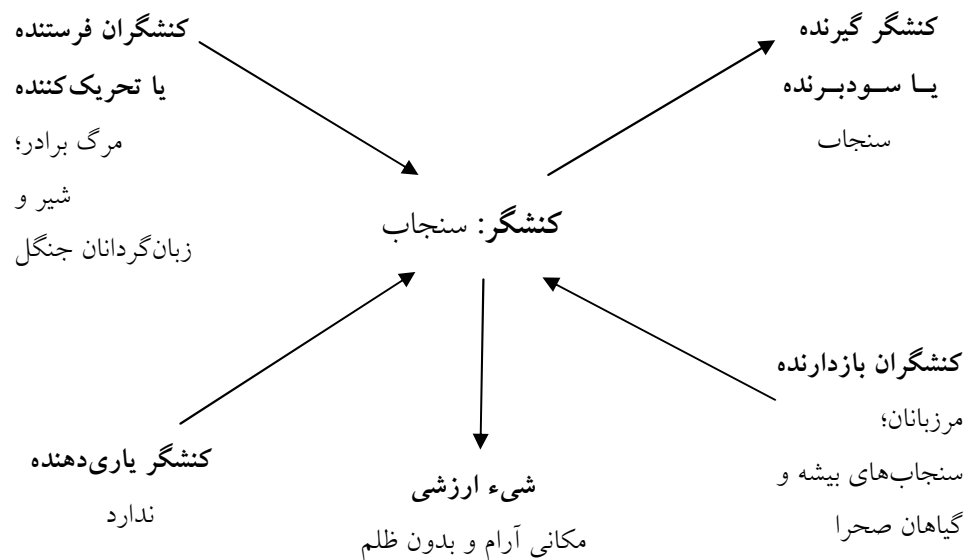 کنشگر گیرنده
یا سودبرنده
سنجاب
کنشگران فرستنده
یا تحریک‌کننده
مرگ برادر؛
شیر و
زبان‌گردانان جنگل
کنشگر: سنجاب
کنشگران بازدارنده
مرزبانان؛
سنجاب‌های بیشه و
گیاهان صحرا
شیء ارزشی
مکانی آرام و بدون ظلم
کنشگر یاری‌دهنده
ندارد